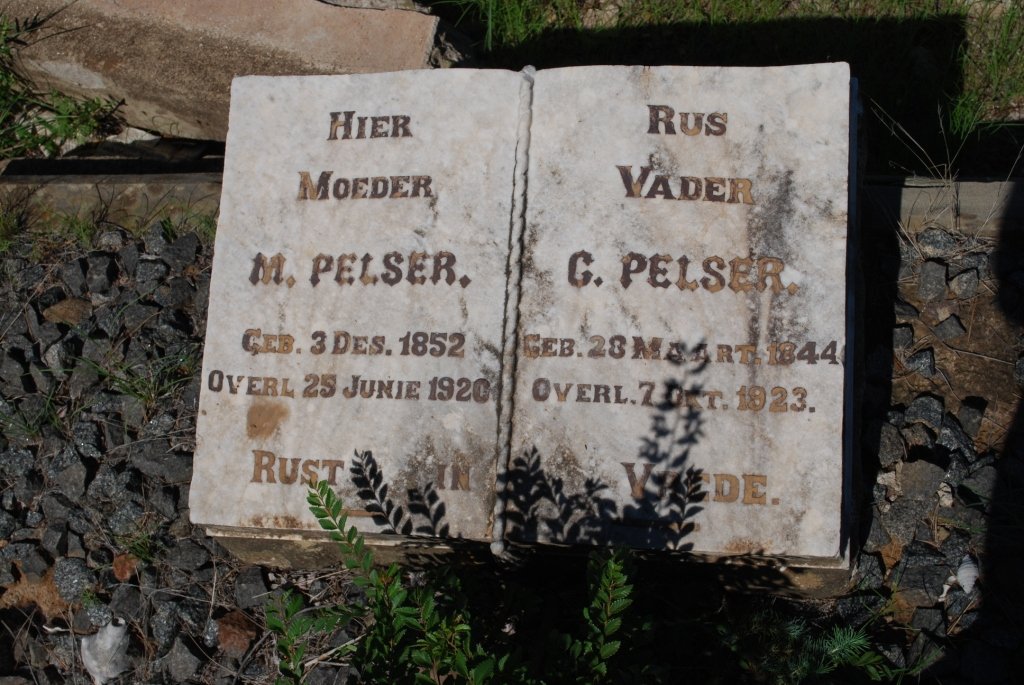 HIER
MOEDER
M. PELSER.
GEB. 3 DES. 1852
OVERL 25 JUNIE 1920
RUST IN
RUS
VADER
G. PELSER.
GEB. 28 MAART. 1844
OVERL. 7 OKT. 1923.
VREDE.